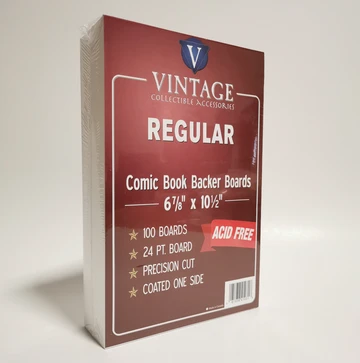 V
VINTAGE
COLLECTIBLE ACCESSORIES
REGULAR
Comic Book Backer Boards
6⅞" x 10½"
ACID FREE
100 BOARDS
24 PT. BOARD
PRECISION CUT
COATED ONE SIDE